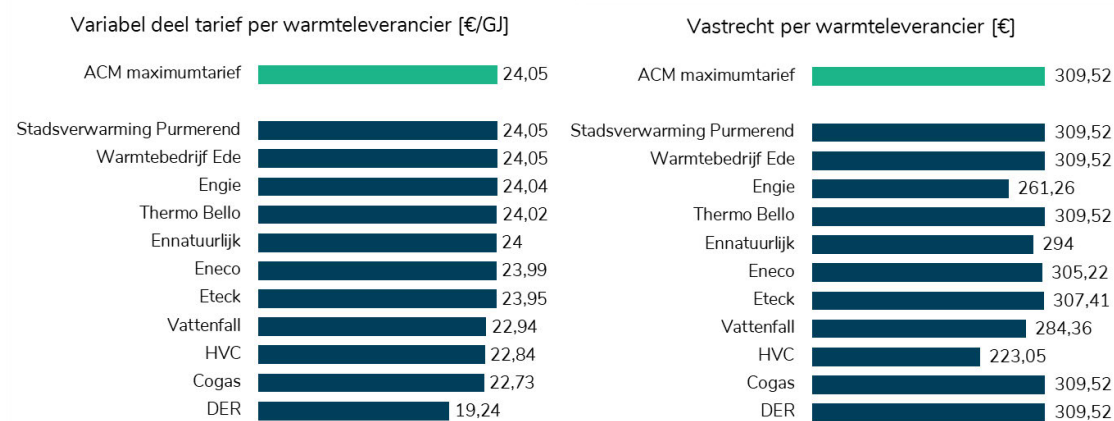 Variabel deel tarief per warmteleverancier [€/GJ]
ACM maximumtarief 24,05
Stadsverwarming Purmerend 24,05
Warmtebedrijf Ede 24,05
Engie 24,04
Thermo Bello 24,02
Ennatuurlijk 24
Eneco 23,99
Eteck 23,95
Vattenfall 22,94
HVC 22,84
Cogas 22,73
DER 19,24
Vastrecht per warmteleverancier [€]
ACM maximumtarief 309,52
Stadsverwarming Purmerend 309,52
Warmtebedrijf Ede 309,52
Engie 261,26
Thermo Bello 309,52
Ennatuurlijk 294
Eneco 305,22
Eteck 307,41
Vattenfall 284,36
HVC 223,05
Cogas 309,52
DER 309,52